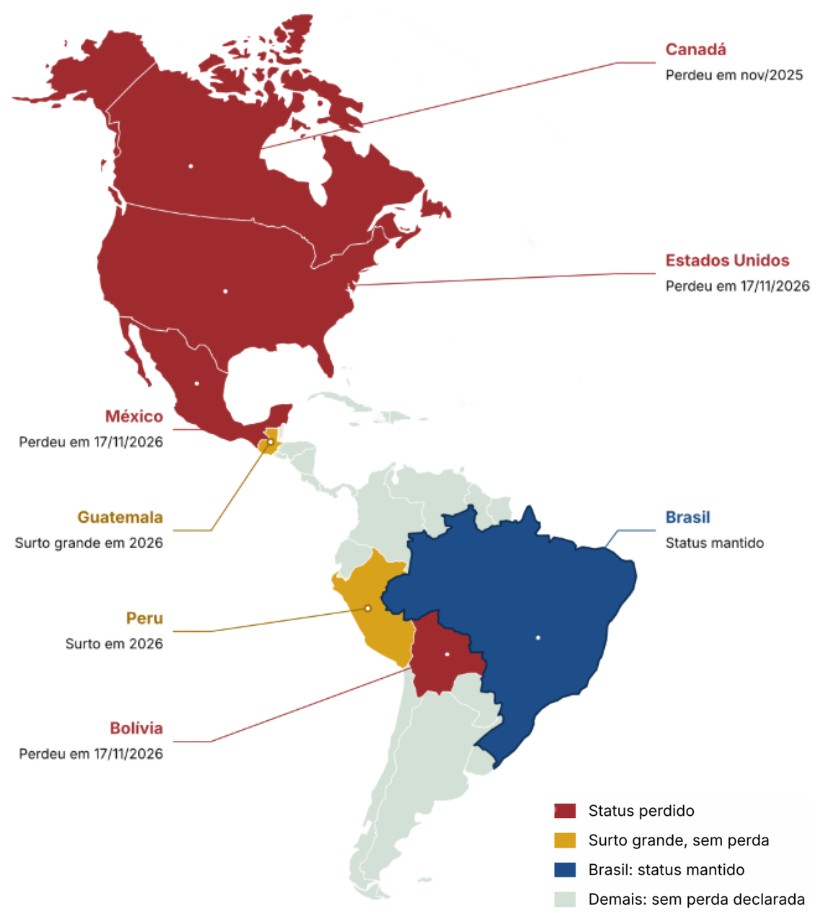 Canadá
Perdeu em nov/2025
Estados Unidos
Perdeu em 17/11/2026
México
Perdeu em 17/11/2026
Guatemala
Surto grande em 2026
Brasil
Status mantido
Peru
Surto em 2026
Bolívia
Perdeu em 17/11/2026
Status perdido
Surto grande, sem perda
Brasil: status mantido
Demais: sem perda declarada